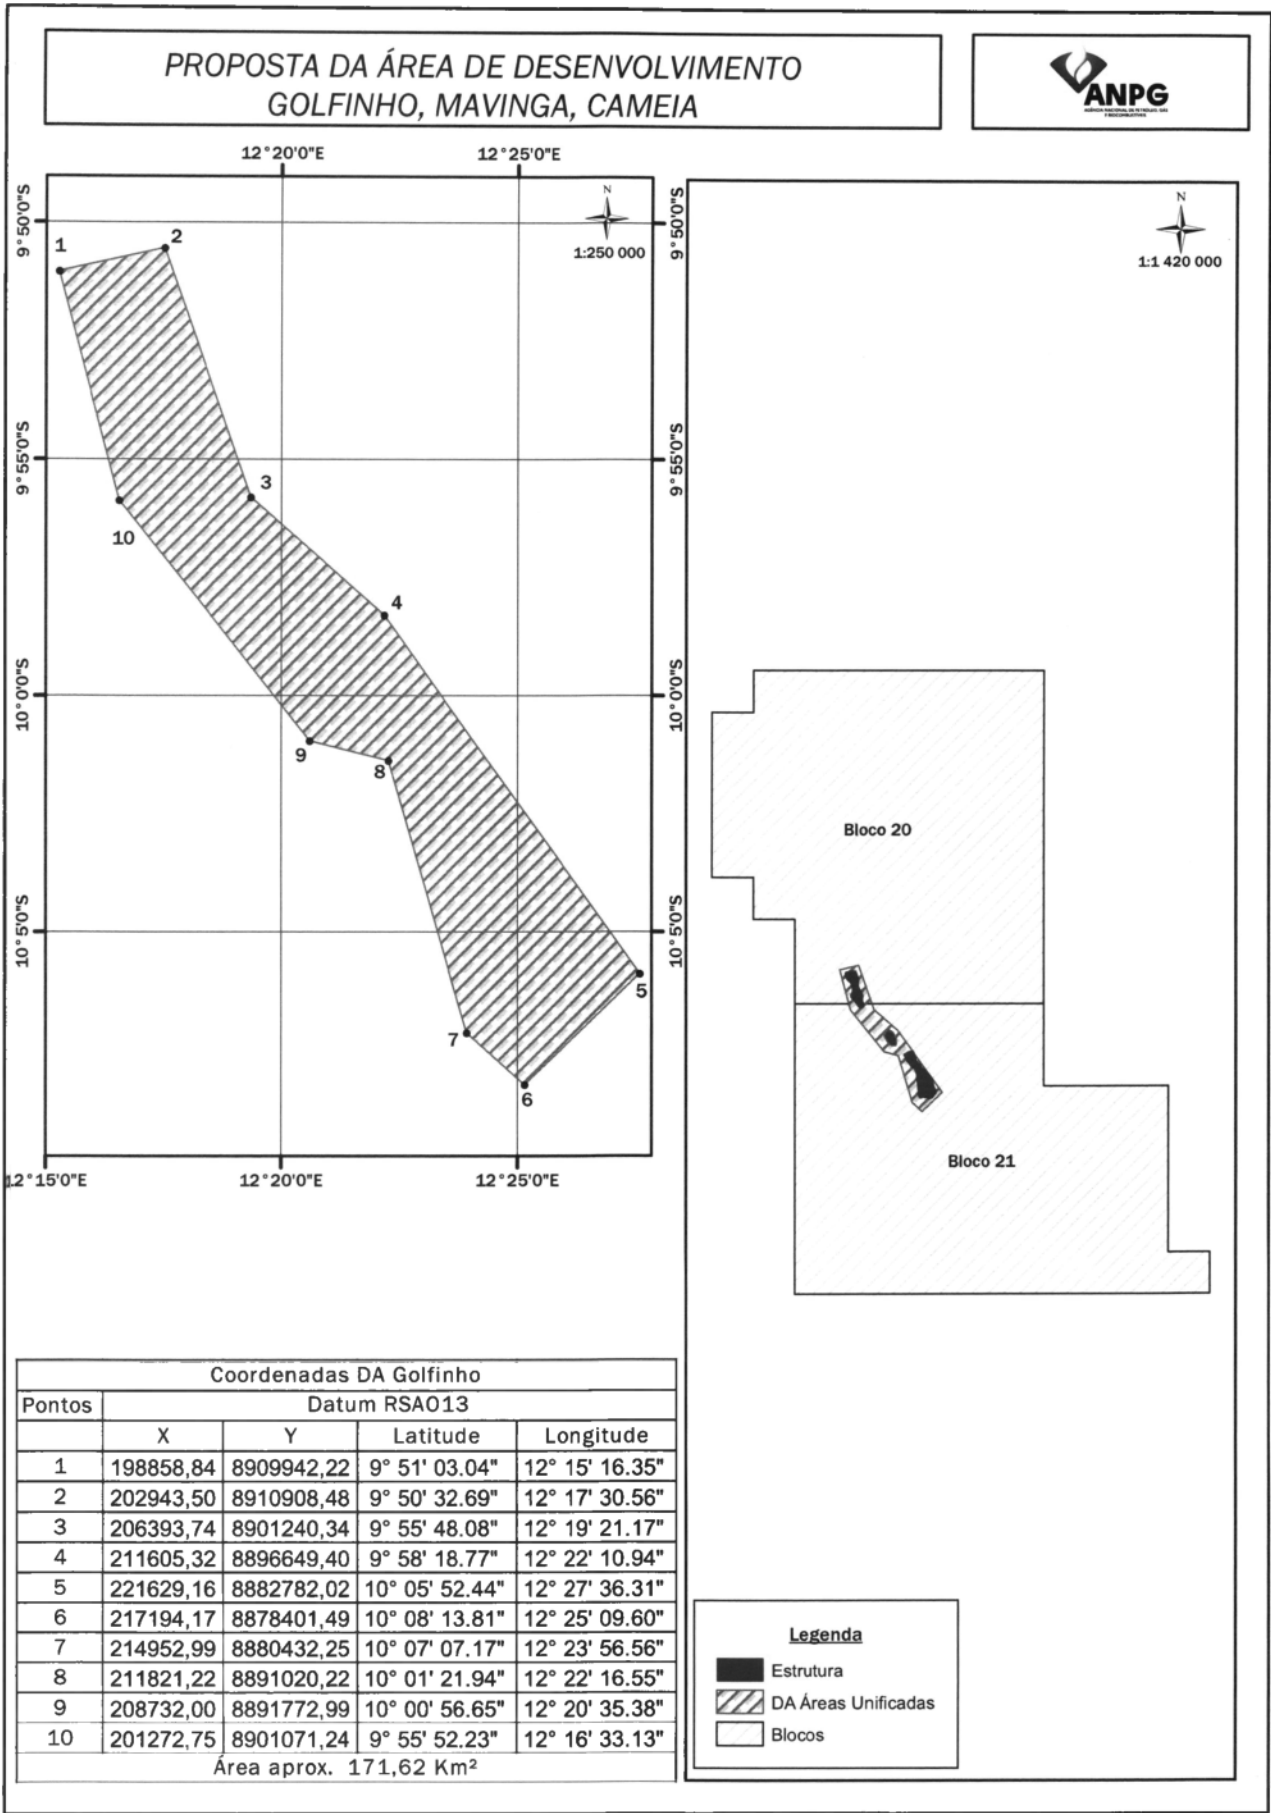 PROPOSTA DA ÁREA DE DESENVOLVIMENTO
GOLFINHO, MAVINGA, CAMEIA
ANPG
12°20'0"E 12°25'0"E
9°50'0"S
9°55'0"S
10°0'0"S
10°5'0"S
N
1:250 000
1
2
3
4
5
6
7
8
9
10
9°50'0"S
9°55'0"S
10°0'0"S
10°5'0"S
12°15'0"E 12°20'0"E 12°25'0"E
N
1:1 420 000
Bloco 20
Bloco 21
Coordenadas DA Golfinho
Pontos Datum RSAO13
X Y Latitude Longitude
1 198858,84 8909942,22 9° 51' 03.04" 12° 15' 16.35"
2 202943,50 8910908,48 9° 50' 32.69" 12° 17' 30.56"
3 206393,74 8901240,34 9° 55' 48.08" 12° 19' 21.17"
4 211605,32 8896649,40 9° 58' 18.77" 12° 22' 10.94"
5 221629,16 8882782,02 10° 05' 52.44" 12° 27' 36.31"
6 217194,17 8878401,49 10° 08' 13.81" 12° 25' 09.60"
7 214952,99 8880432,25 10° 07' 07.17" 12° 23' 56.56"
8 211821,22 8891020,22 10° 01' 21.94" 12° 22' 16.55"
9 208732,00 8891772,99 10° 00' 56.65" 12° 20' 35.38"
10 201272,75 8901071,24 9° 55' 52.23" 12° 16' 33.13"
Área aprox. 171,62 Km²
Legenda
Estrutura
DA Áreas Unificadas
Blocos